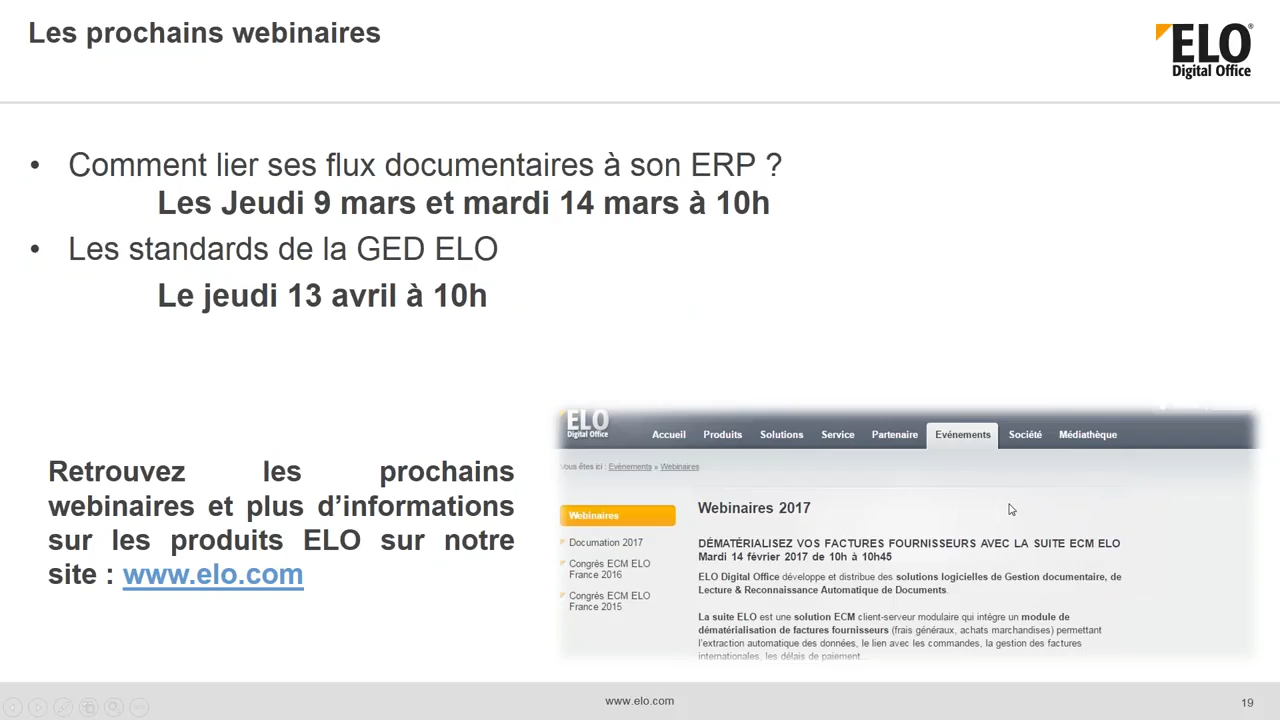 Les prochains webinaires
ELO®
Digital Office
• Comment lier ses flux documentaires à son ERP ?
Les Jeudi 9 mars et mardi 14 mars à 10h
• Les standards de la GED ELO
Le jeudi 13 avril à 10h
Retrouvez les prochains
webinaires et plus d’informations
sur les produits ELO sur notre
site : www.elo.com
ELO
Digital Office
Accueil Produits Solutions Service Partenaire Evénements Société Médiathèque
Vous êtes ici : Evénements » Webinaires
Webinaires
Documation 2017
Congrès ECM ELO
France 2016
Congrès ECM ELO
France 2015
Webinaires 2017
DÉMATÉRIALISEZ VOS FACTURES FOURNISSEURS AVEC LA SUITE ECM ELO
Mardi 14 février 2017 de 10h à 10h45
ELO Digital Office développe et distribue des solutions logicielles de Gestion documentaire, de
Lecture & Reconnaissance Automatique de Documents.
La suite ELO est une solution ECM client-serveur modulaire qui intègre un module de
dématérialisation de factures fournisseurs (frais généraux, achats marchandises) permettant
l'extraction automatique des données, le lien avec les commandes, la gestion des factures
internationales, les délais de paiement...
www.elo.com
19